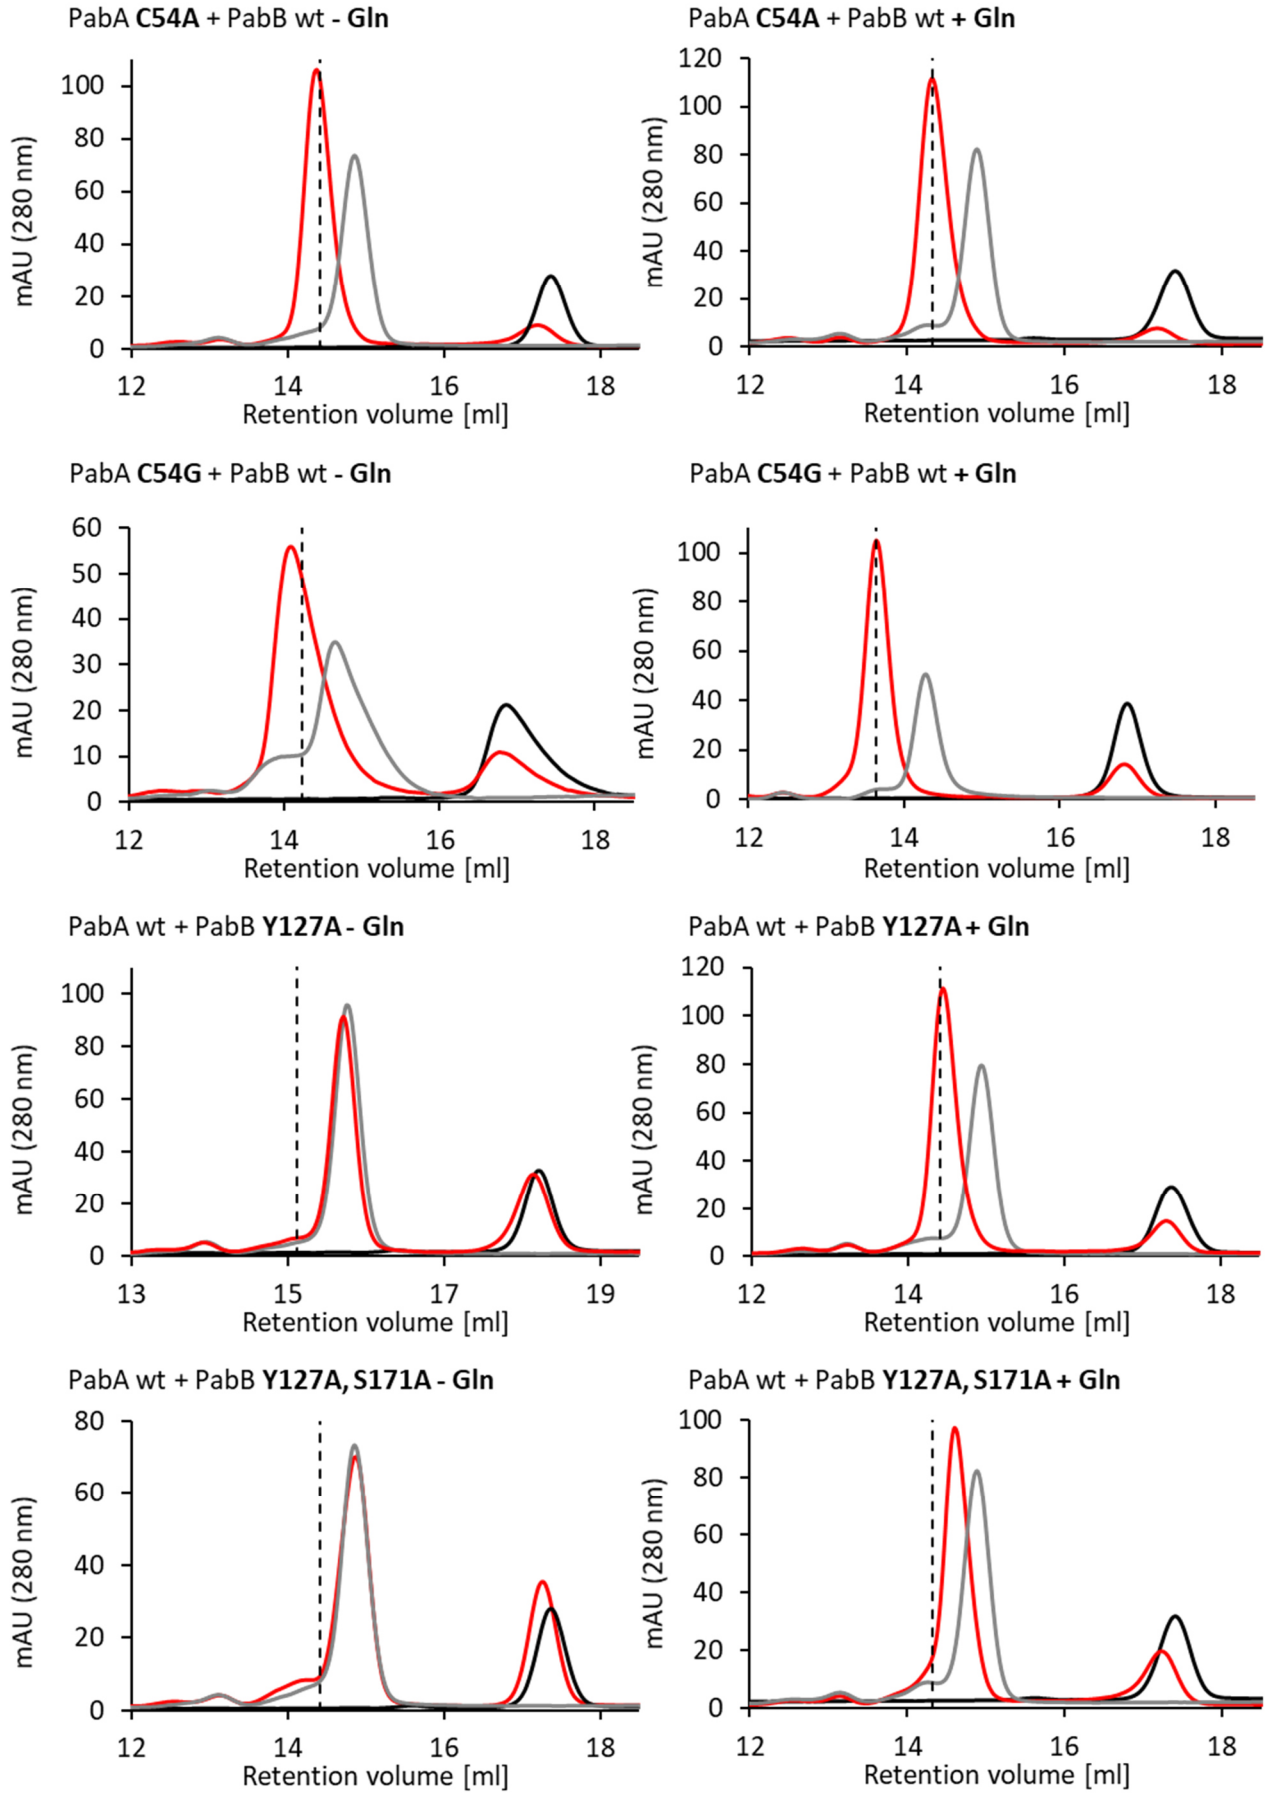 PabA C54A + PabB wt - Gln
mAU (280 nm)
100
80
60
40
20
0
12 14 16 18
Retention volume [ml]
PabA C54A + PabB wt + Gln
mAU (280 nm)
120
100
80
60
40
20
0
12 14 16 18
Retention volume [ml]
PabA C54G + PabB wt - Gln
mAU (280 nm)
60
50
40
30
20
10
0
12 14 16 18
Retention volume [ml]
PabA C54G + PabB wt + Gln
mAU (280 nm)
100
80
60
40
20
0
12 14 16 18
Retention volume [ml]
PabA wt + PabB Y127A - Gln
mAU (280 nm)
100
80
60
40
20
0
13 15 17 19
Retention volume [ml]
PabA wt + PabB Y127A + Gln
mAU (280 nm)
120
100
80
60
40
20
0
12 14 16 18
Retention volume [ml]
PabA wt + PabB Y127A, S171A - Gln
mAU (280 nm)
80
60
40
20
0
12 14 16 18
Retention volume [ml]
PabA wt + PabB Y127A, S171A + Gln
mAU (280 nm)
100
80
60
40
20
0
12 14 16 18
Retention volume [ml]